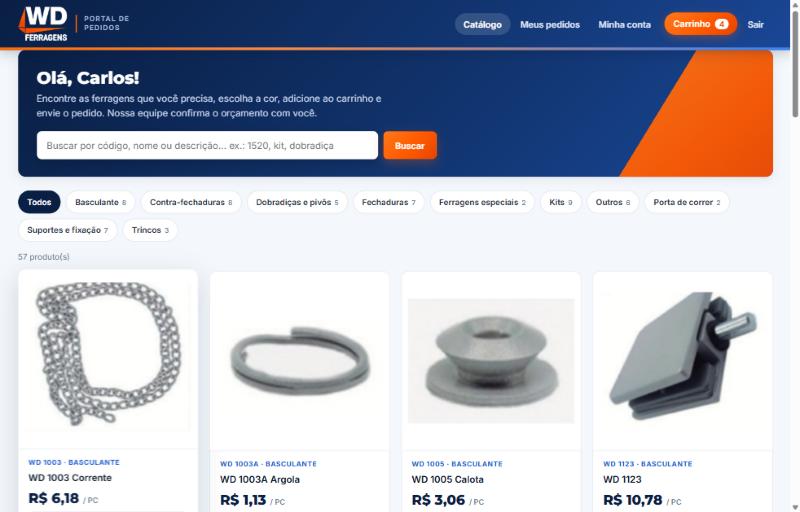 WD
FERRAGENS
PORTAL DE
PEDIDOS
Catálogo
Meus pedidos
Minha conta
Carrinho 4
Sair
Olá, Carlos!
Encontre as ferragens que você precisa, escolha a cor, adicione ao carrinho e
envie o pedido. Nossa equipe confirma o orçamento com você.
Buscar por código, nome ou descrição... ex.: 1520, kit, dobradiça
Buscar
Todos
Basculante 8
Contra-fechaduras 8
Dobradiças e pivôs 5
Fechaduras 7
Ferragens especiais 2
Kits 9
Outros 6
Porta de correr 2
Suportes e fixação 7
Trincos 3
57 produto(s)
WD 1003 · BASCULANTE
WD 1003 Corrente
R$ 6,18 / PC
WD 1003A · BASCULANTE
WD 1003A Argola
R$ 1,13 / PC
WD 1005 · BASCULANTE
WD 1005 Calota
R$ 3,06 / PC
WD 1123 · BASCULANTE
WD 1123
R$ 10,78 / PC